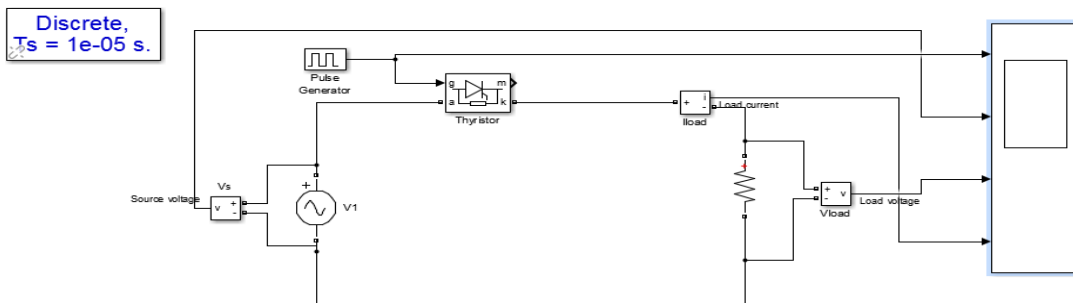 Discrete,
Ts = 1e-05 s.
Pulse
Generator
g
m
a
k
Thyristor
+
i
-
Load current
Iload
Vs
Source voltage
v
+
-
+
V1
+
+
-
v
Load voltage
Vload